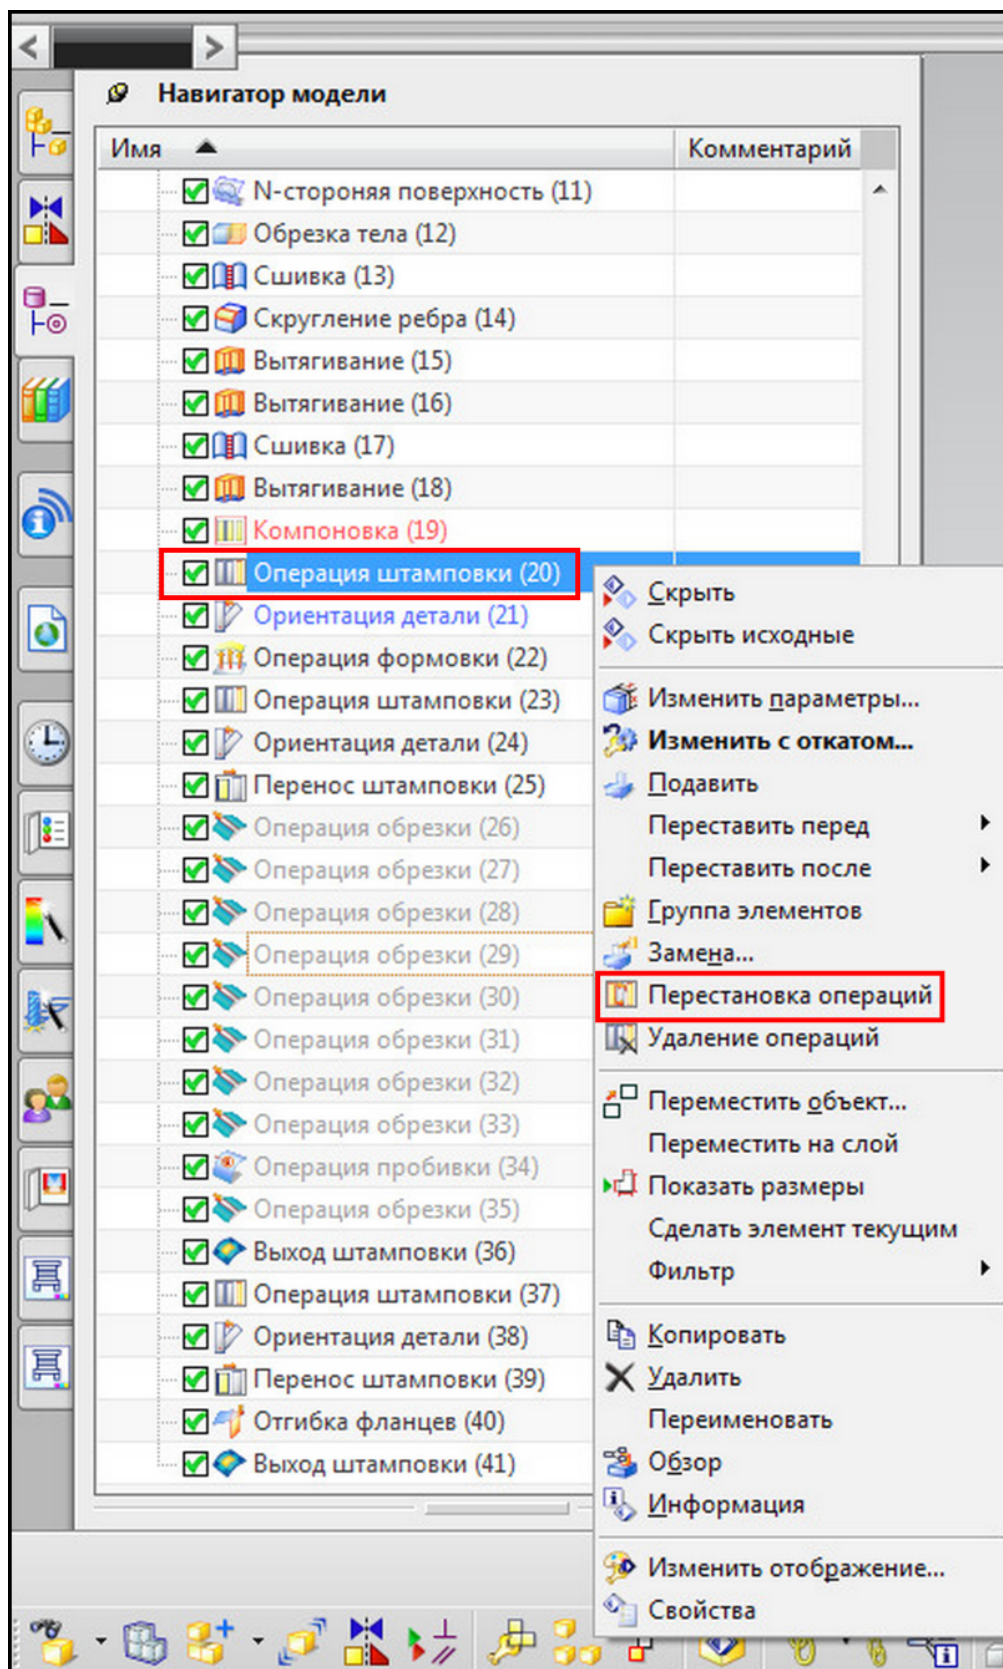 Навигатор модели
Имя Комментарий
N-стороняя поверхность (11)
Обрезка тела (12)
Сшивка (13)
Скругление ребра (14)
Вытягивание (15)
Вытягивание (16)
Сшивка (17)
Вытягивание (18)
Компоновка (19)
Операция штамповки (20)
Ориентация детали (21)
Операция формовки (22)
Операция штамповки (23)
Ориентация детали (24)
Перенос штамповки (25)
Операция обрезки (26)
Операция обрезки (27)
Операция обрезки (28)
Операция обрезки (29)
Операция обрезки (30)
Операция обрезки (31)
Операция обрезки (32)
Операция обрезки (33)
Операция пробивки (34)
Операция обрезки (35)
Выход штамповки (36)
Операция штамповки (37)
Ориентация детали (38)
Перенос штамповки (39)
Отгибка фланцев (40)
Выход штамповки (41)
Скрыть
Скрыть исходные
Изменить параметры...
Изменить с откатом...
Подавить
Переставить перед
Переставить после
Группа элементов
Замена...
Перестановка операций
Удаление операций
Переместить объект...
Переместить на слой
Показать размеры
Сделать элемент текущим
Фильтр
Копировать
Удалить
Переименовать
Обзор
Информация
Изменить отображение...
Свойства